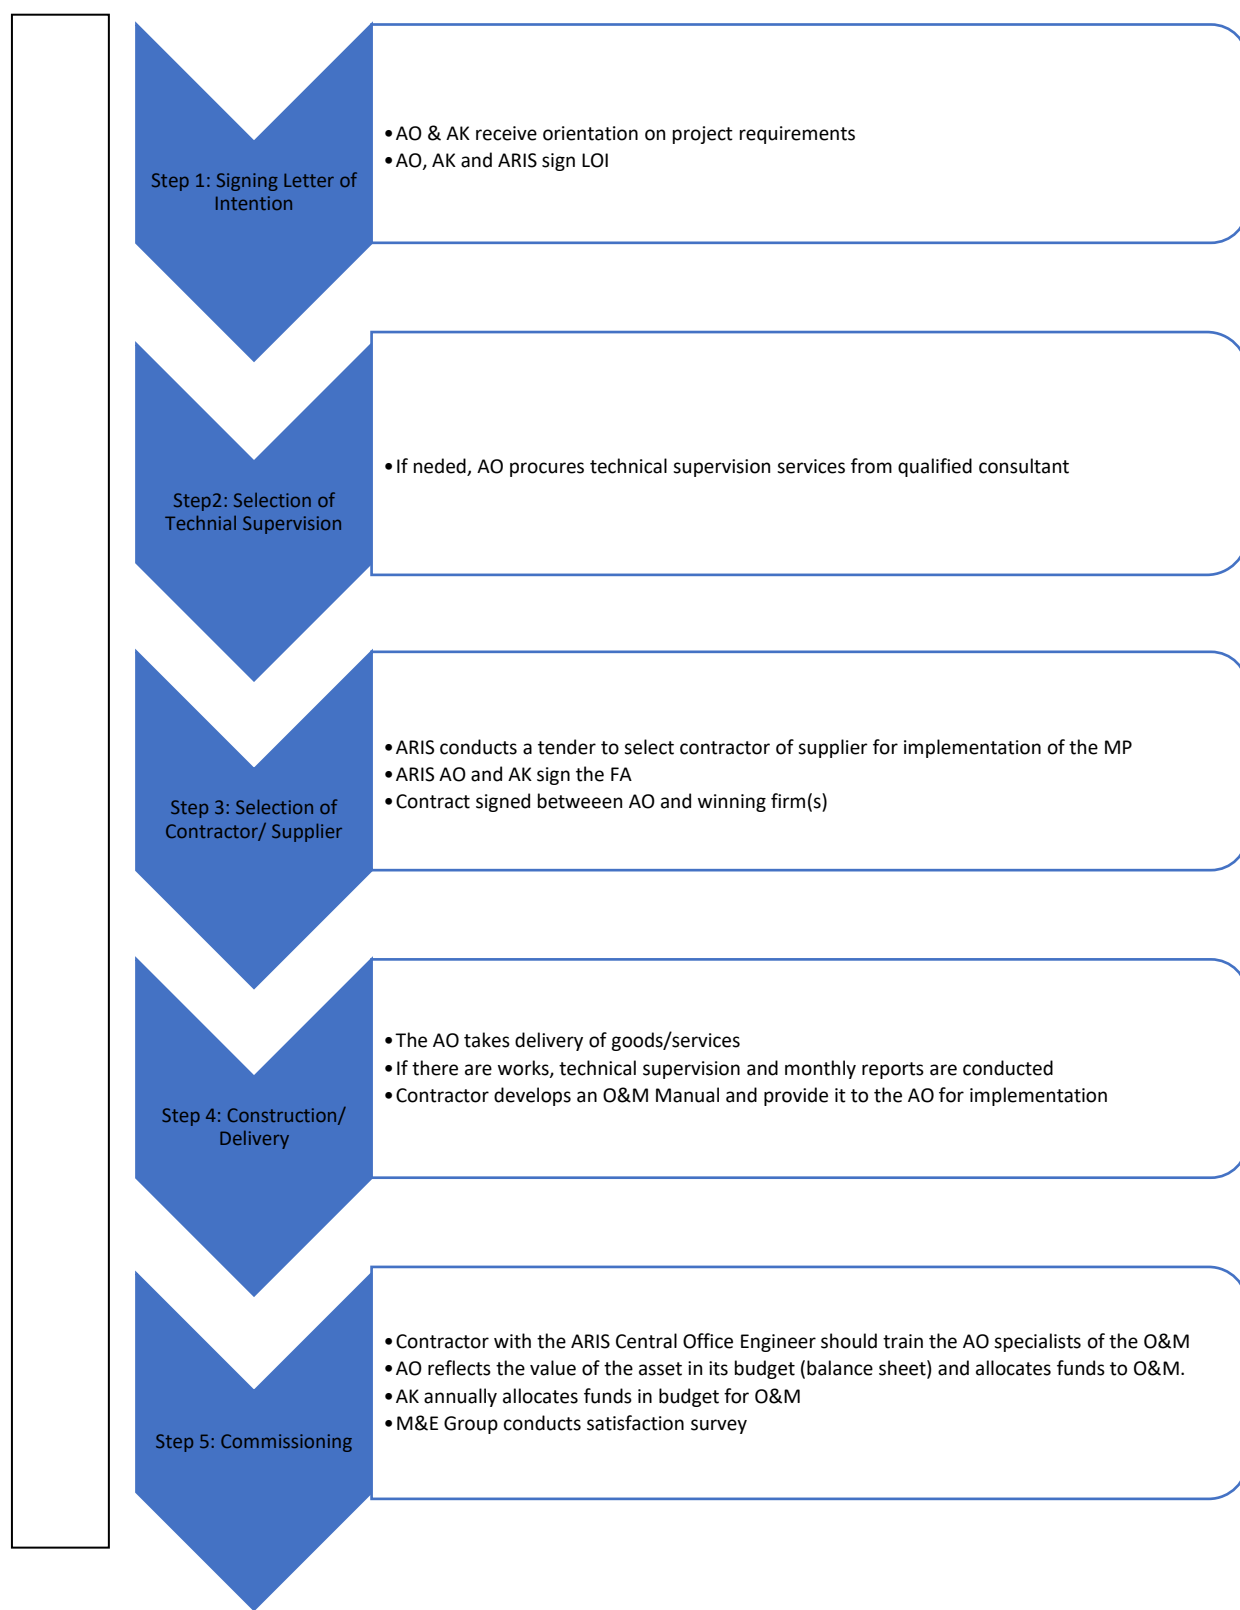 Step 1: Signing Letter of
Intention
•AO & AK receive orientation on project requirements
•AO, AK and ARIS sign LOI
Step2: Selection of
Technial Supervision
•If neded, AO procures technical supervision services from qualified consultant
Step 3: Selection of
Contractor/ Supplier
•ARIS conducts a tender to select contractor of supplier for implementation of the MP
•ARIS AO and AK sign the FA
•Contract signed betweeen AO and winning firm(s)
Step 4: Construction/
Delivery
•The AO takes delivery of goods/services
•If there are works, technical supervision and monthly reports are conducted
•Contractor develops an O&M Manual and provide it to the AO for implementation
Step 5: Commissioning
•Contractor with the ARIS Central Office Engineer should train the AO specialists of the O&M
•AO reflects the value of the asset in its budget (balance sheet) and allocates funds to O&M.
•AK annually allocates funds in budget for O&M
•M&E Group conducts satisfaction survey